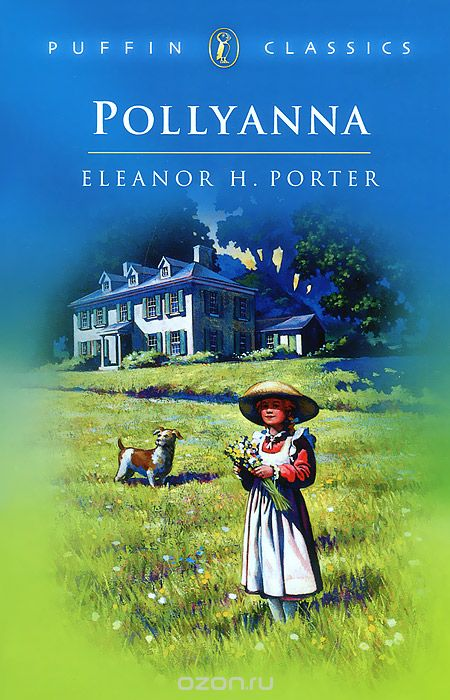 PUFFIN CLASSICS
POLLYANNA
ELEANOR H. PORTER
ozon.ru